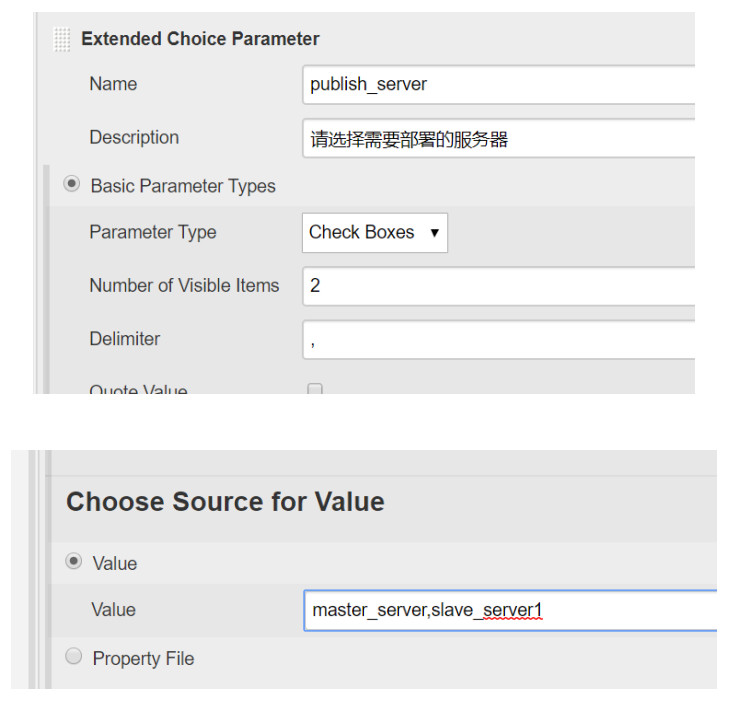 Extended Choice Parameter
Name publish_server
Description 请选择需要部署的服务器
Basic Parameter Types
Parameter Type Check Boxes
Number of Visible Items 2
Delimiter ,
Quote Value
Choose Source for Value
Value
Value master_server,slave_server1
Property File